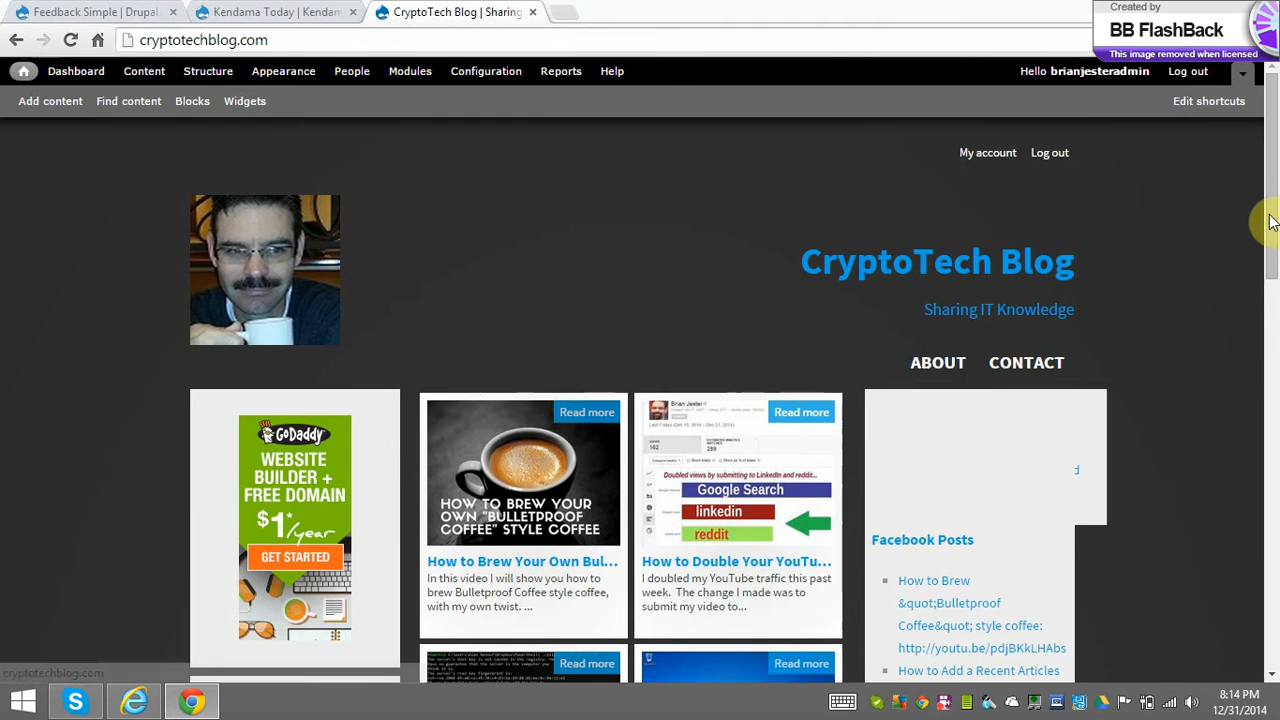 Feedback Simple | Drupal
Kendama Today | Kendam
CryptoTech Blog | Sharing
Created by
BB FlashBack
This image removed when licensed
cryptotechblog.com
Dashboard Content Structure Appearance People Modules Configuration Reports Help
Hello brianjesteradmin Log out
Add content Find content Blocks Widgets
Edit shortcuts
My account Log out
CryptoTech Blog
Sharing IT Knowledge
ABOUT CONTACT
GoDaddy
WEBSITE
BUILDER +
FREE DOMAIN
$1*/year
GET STARTED
Read more
HOW TO BREW YOUR
OWN "BULLETPROOF
COFFEE" STYLE COFFEE
How to Brew Your Own Bul...
In this video I will show you how to
brew Bulletproof Coffee style coffee,
with my own twist. ...
Brian Jester
Read more
162
289
Doubled views by submitting to LinkedIn and reddit...
Google Search
linkedin
reddit
How to Double Your YouTu...
I doubled my YouTube traffic this past
week. The change I made was to
submit my video to...
d
Facebook Posts
How to Brew
&quot;Bulletproof
Coffee&quot; style coffee:
http://youtu.be/pdjBKkLHAbs
cent Articles
Read more
Read more
8:14 PM
12/31/2014